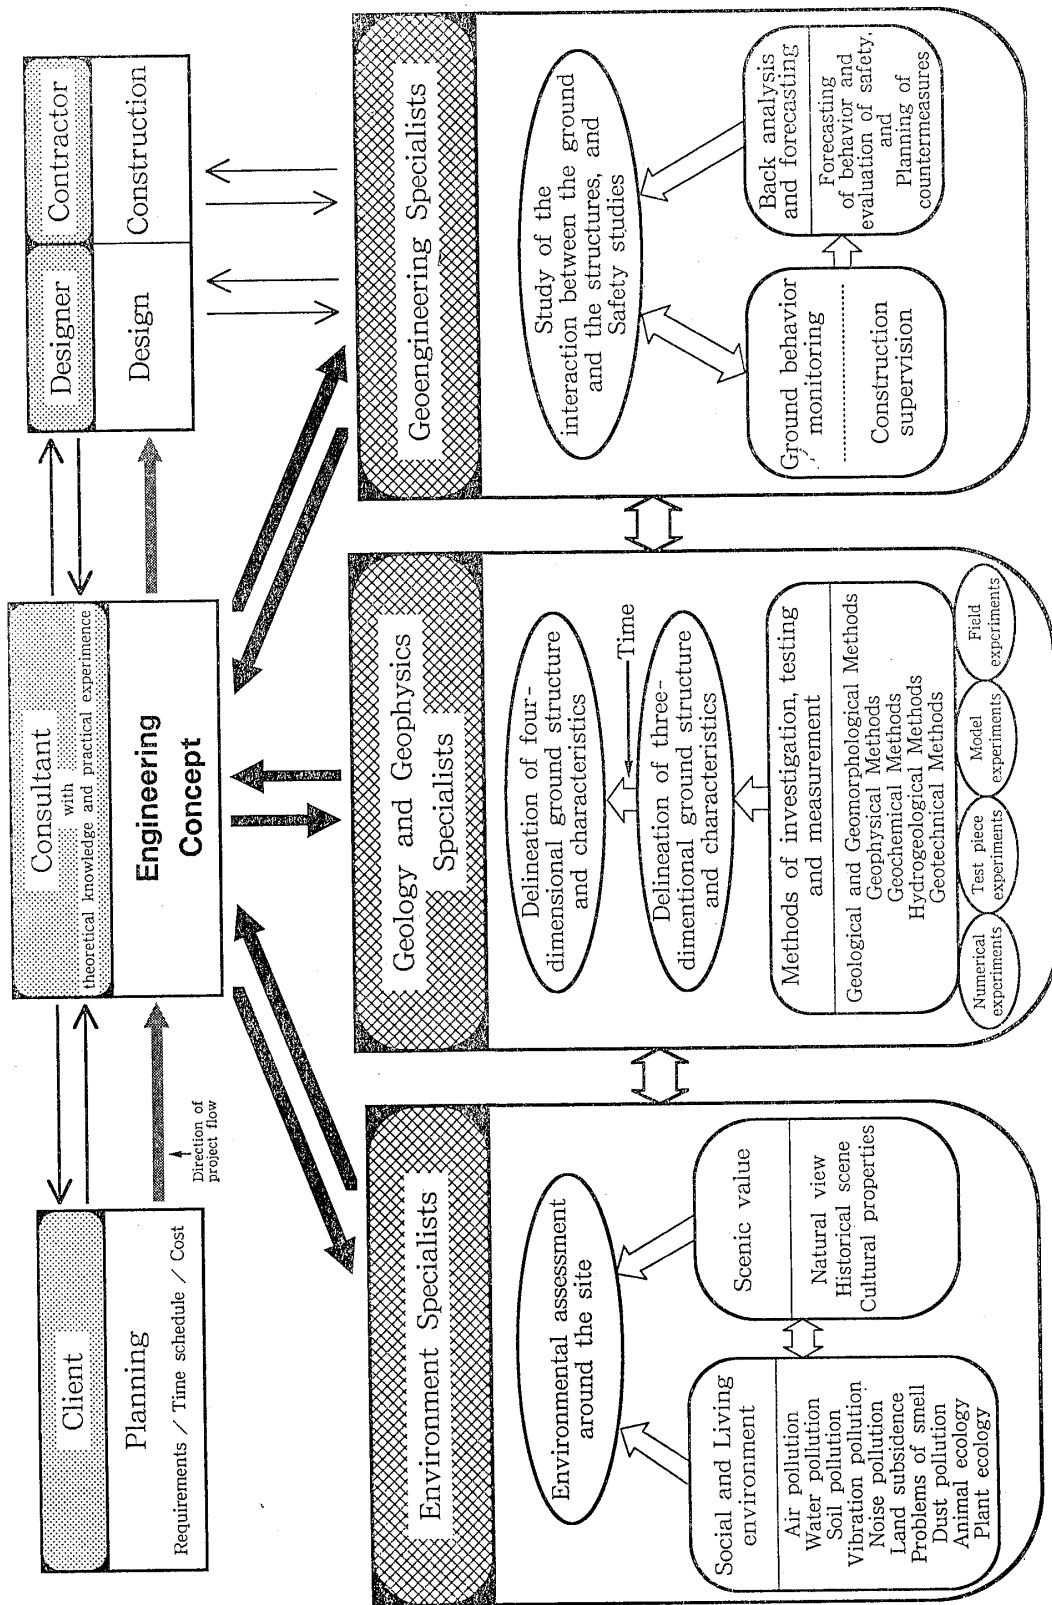 Client
Planning
Requirements / Time schedule / Cost
Direction of
project flow
Consultant
with
theoretical knowledge and practical experience
Engineering
Concept
Designer
Contractor
Design
Construction
Environment Specialists
Environmental assessment
around the site
Social and Living
environment
Air pollution
Water pollution
Soil pollution
Vibration pollution
Noise pollution
Land subsidence
Problems of smell
Dust pollution
Animal ecology
Plant ecology
Scenic value
Natural view
Historical scene
Cultural properties
Geology and Geophysics
Specialists
Delineation of four-
dimensional ground structure
and characteristics
Time
Delineation of three-
dimentional ground structure
and characteristics
Methods of investigation, testing
and measurement
Geological and Geomorphological Methods
Geophysical Methods
Geochemical Methods
Hydrogeological Methods
Geotechnical Methods
Numerical
experiments
Test piece
experiments
Model
experiments
Field
experiments
Geoengineering Specialists
Study of the
interaction between the ground
and the structures, and
Safety studies
Ground behavior
monitoring
Construction
supervision
Back analysis
and forecasting
Forecasting
of behavior and
evaluation of safety,
and
Planning of
countermeasures